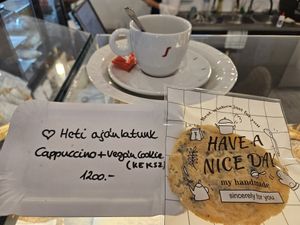 ♡ Heti ajánlatunk
Cappuccino + vegán cookie
(KEKSZ)
1200.-
HAVE A
NICE DAY
my handmade
sincerely for you